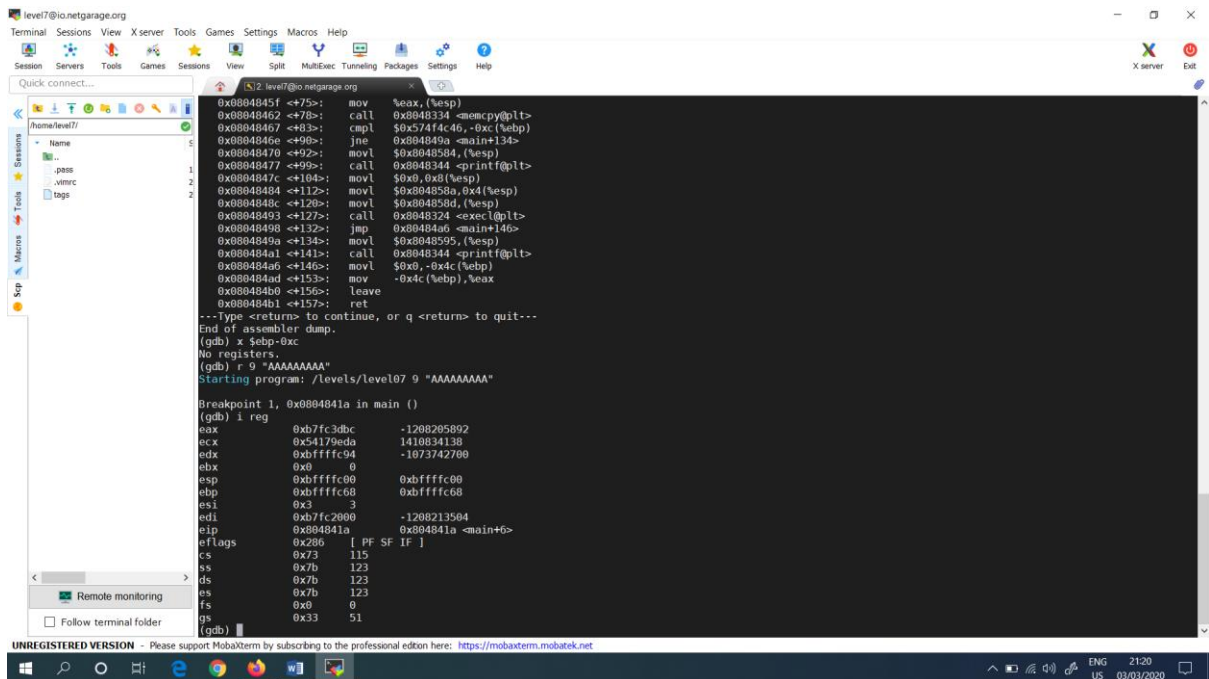 level7@io.netgarage.org
Terminal Sessions View X server Tools Games Settings Macros Help
Session Servers Tools Games Sessions View Split MultiExec Tunneling Packages Settings Help X server Exit
Quick connect...
2. level7@io.netgarage.org
/home/level7/
Name S
..
.pass 1
.vimrc 2
tags 2
Sessions
Tools
Macros
Scp
0x0804845f <+75>: mov %eax,(%esp)
0x08048462 <+78>: call 0x8048334 <memcpy@plt>
0x08048467 <+83>: cmpl $0x574f4c46,-0xc(%ebp)
0x0804846e <+90>: jne 0x804849a <main+134>
0x08048470 <+92>: movl $0x8048584,(%esp)
0x08048477 <+99>: call 0x8048344 <printf@plt>
0x0804847c <+104>: movl $0x0,0x8(%esp)
0x08048484 <+112>: movl $0x804858a,0x4(%esp)
0x0804848c <+120>: movl $0x804858d,(%esp)
0x08048493 <+127>: call 0x8048324 <execl@plt>
0x08048498 <+132>: jmp 0x80484a6 <main+146>
0x0804849a <+134>: movl $0x8048595,(%esp)
0x080484a1 <+141>: call 0x8048344 <printf@plt>
0x080484a6 <+146>: movl $0x0,-0x4c(%ebp)
0x080484ad <+153>: mov -0x4c(%ebp),%eax
0x080484b0 <+156>: leave
0x080484b1 <+157>: ret
---Type <return> to continue, or q <return> to quit---
End of assembler dump.
(gdb) x $ebp-0xc
No registers.
(gdb) r 9 "AAAAAAAAA"
Starting program: /levels/level07 9 "AAAAAAAAA"
Breakpoint 1, 0x0804841a in main ()
(gdb) i reg
eax 0xb7fc3dbc -1208205892
ecx 0x54179eda 1410834138
edx 0xbffffc94 -1073742700
ebx 0x0 0
esp 0xbffffc00 0xbffffc00
ebp 0xbffffc68 0xbffffc68
esi 0x3 3
edi 0xb7fc2000 -1208213504
eip 0x804841a 0x804841a <main+6>
eflags 0x286 [ PF SF IF ]
cs 0x73 115
ss 0x7b 123
ds 0x7b 123
es 0x7b 123
fs 0x0 0
gs 0x33 51
(gdb)
Remote monitoring
Follow terminal folder
UNREGISTERED VERSION - Please support MobaXterm by subscribing to the professional edition here: https://mobaxterm.mobatek.net
ENG 21:20
US 03/03/2020